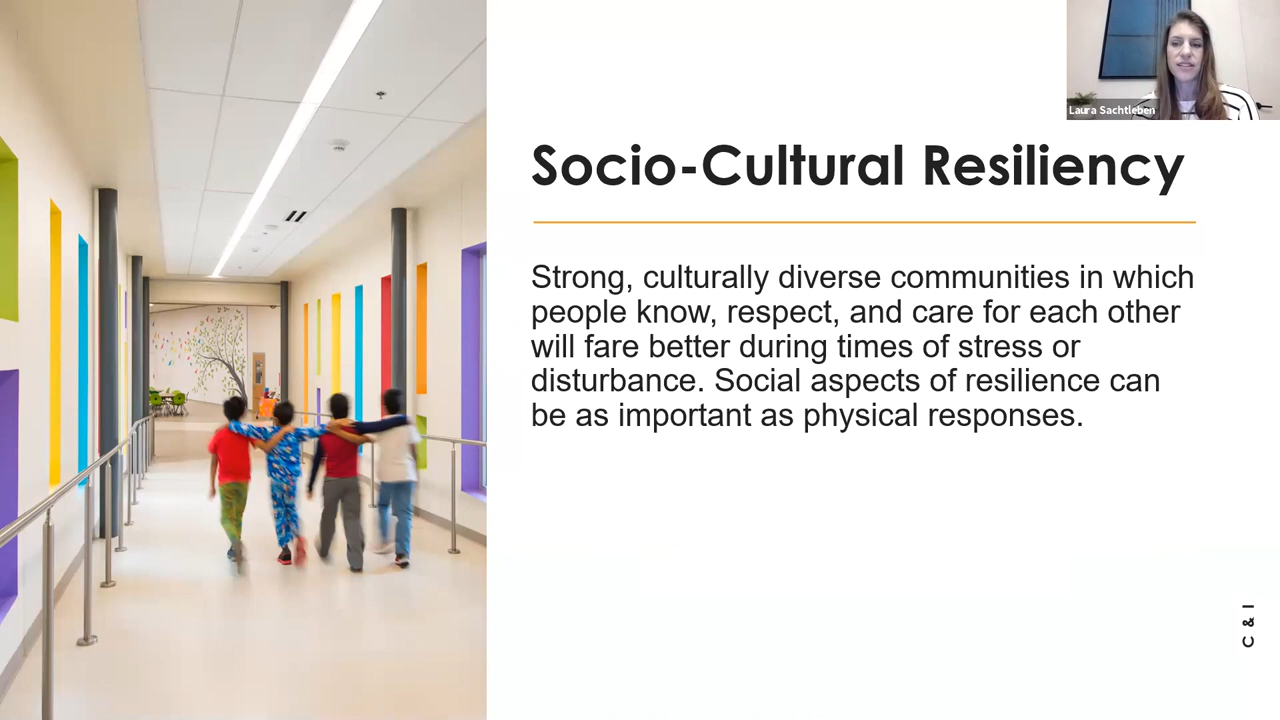 Laura Sachtleben
Socio-Cultural Resiliency
Strong, culturally diverse communities in which
people know, respect, and care for each other
will fare better during times of stress or
disturbance. Social aspects of resilience can
be as important as physical responses.
C & I